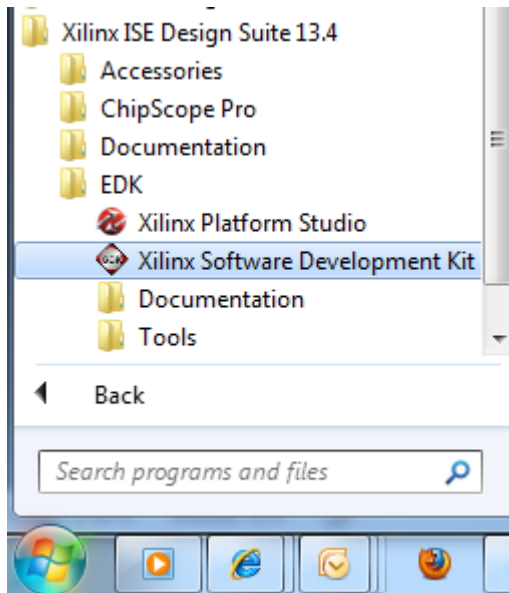 Xilinx ISE Design Suite 13.4
Accessories
ChipScope Pro
Documentation
EDK
Xilinx Platform Studio
Xilinx Software Development Kit
Documentation
Tools
Back
Search programs and files